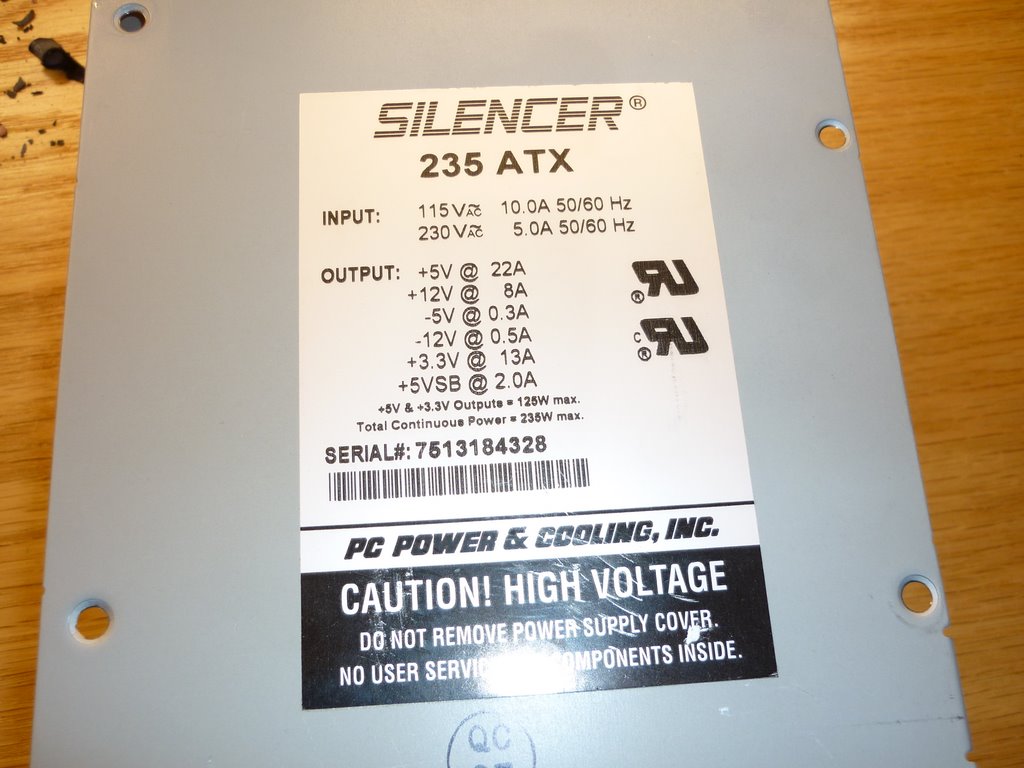 SILENCER®
235 ATX
INPUT: 115V AC 10.0A 50/60 Hz
230V AC 5.0A 50/60 Hz
OUTPUT: +5V @ 22A
+12V @ 8A
-5V @ 0.3A
-12V @ 0.5A
+3.3V @ 13A
+5VSB @ 2.0A
+5V & +3.3V Outputs = 125W max.
Total Continuous Power = 235W max.
SERIAL#: 7513184328
PC POWER & COOLING, INC.
CAUTION! HIGH VOLTAGE
DO NOT REMOVE POWER SUPPLY COVER.
NO USER COMPONENTS INSIDE.
QC